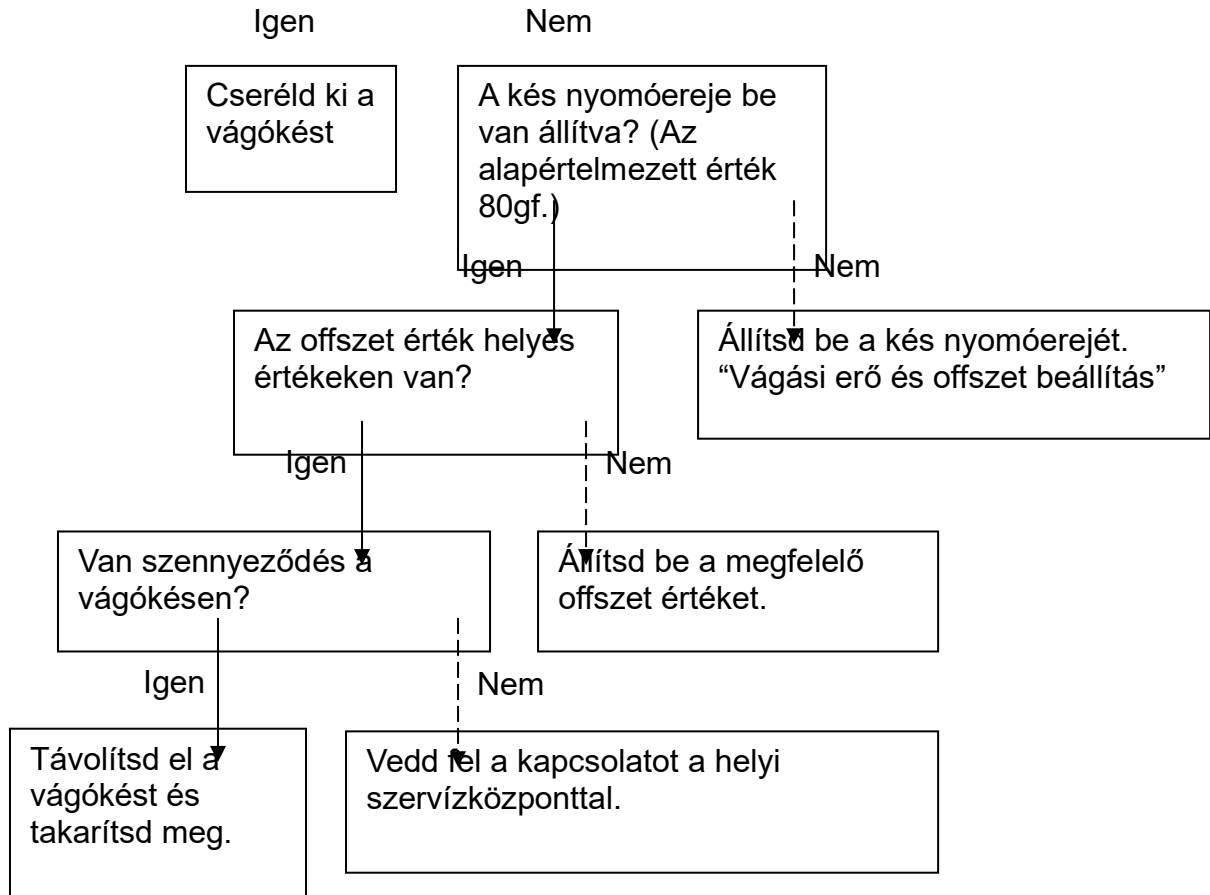 Igen Nem
Cseréld ki a
vágókést
A kés nyomóereje be
van állítva? (Az
alapértelmezett érték
80gf.)
Igen Nem
Az offszet érték helyes
értékeken van?
Állítsd be a kés nyomóerejét.
“Vágási erő és offszet beállítás”
Igen Nem
Van szennyeződés a
vágókésen?
Állítsd be a megfelelő
offszet értéket.
Igen Nem
Távolítsd el a
vágókést és
takarítsd meg.
Vedd fel a kapcsolatot a helyi
szervízközponttal.